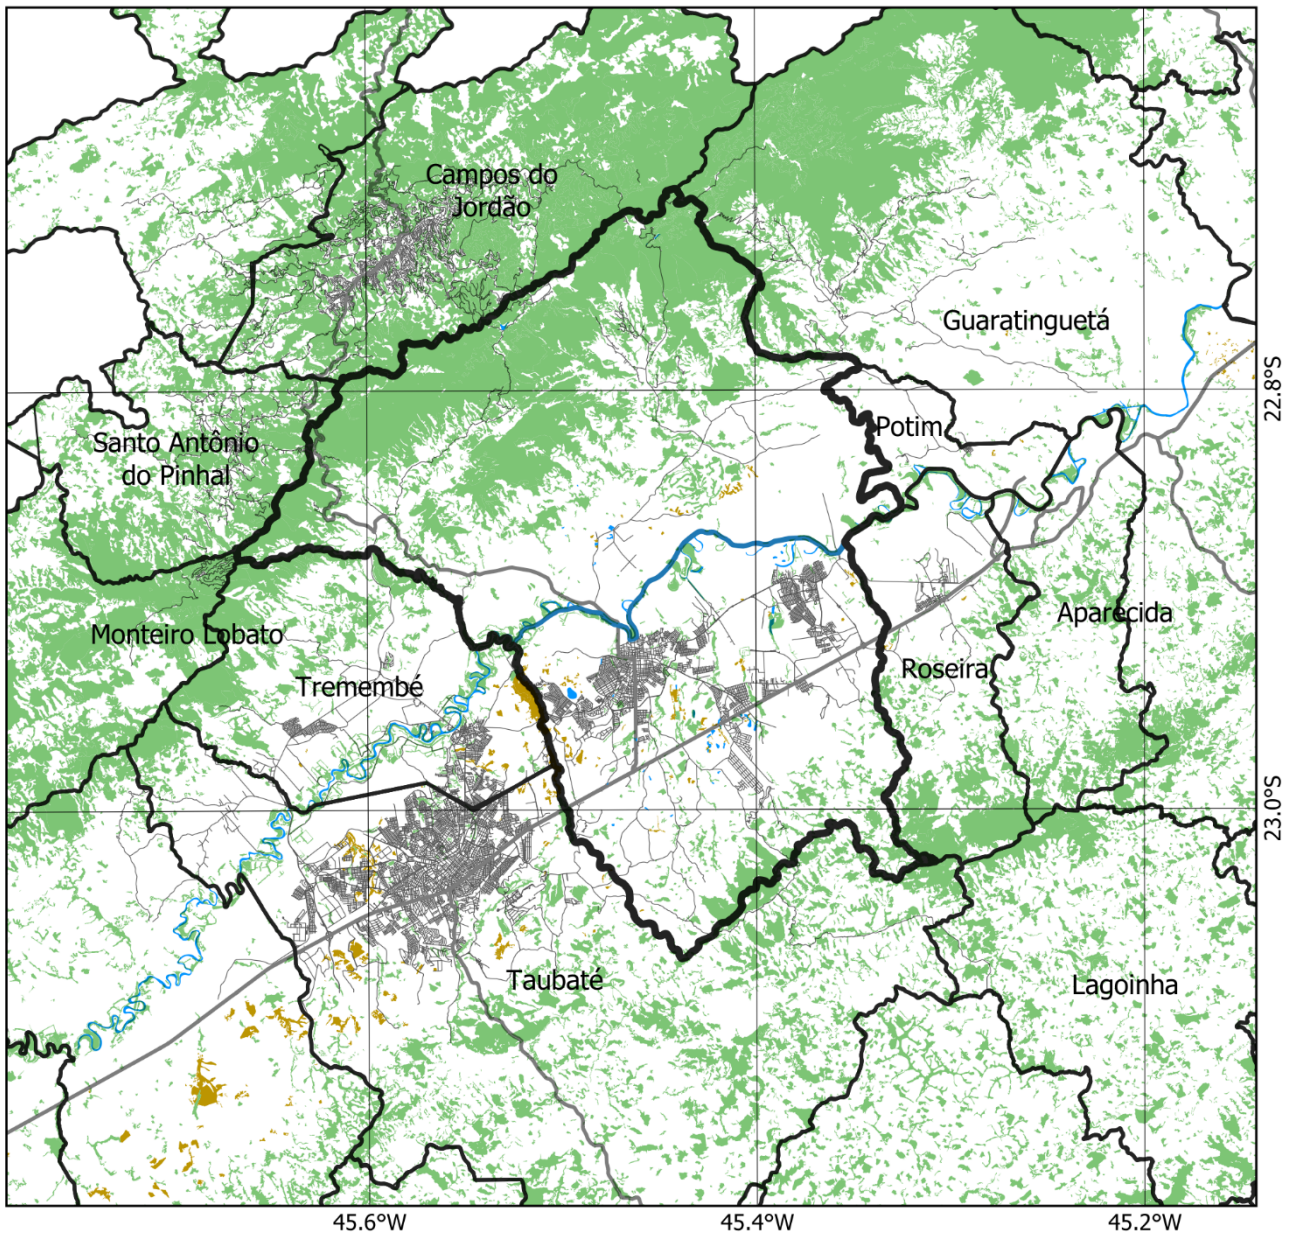 Campos do
Jordão
Guaratinguetá
22.8°S
Potim
Santo Antônio
do Pinhal
Aparecida
Monteiro Lobato
Roseira
Tremembé
23.0°S
Taubaté
Lagoinha
45.6°W
45.4°W
45.2°W